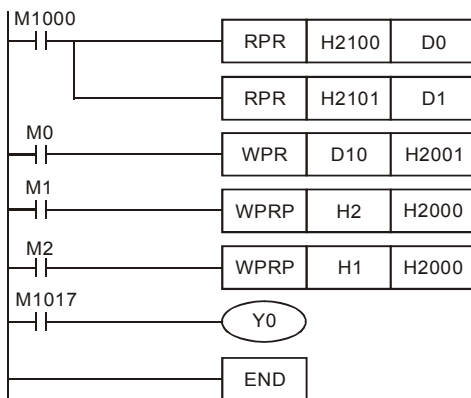 M1000
RPR H2100 D0
RPR H2101 D1
M0
WPR D10 H2001
M1
WPRP H2 H2000
M2
WPRP H1 H2000
M1017
Y0
END